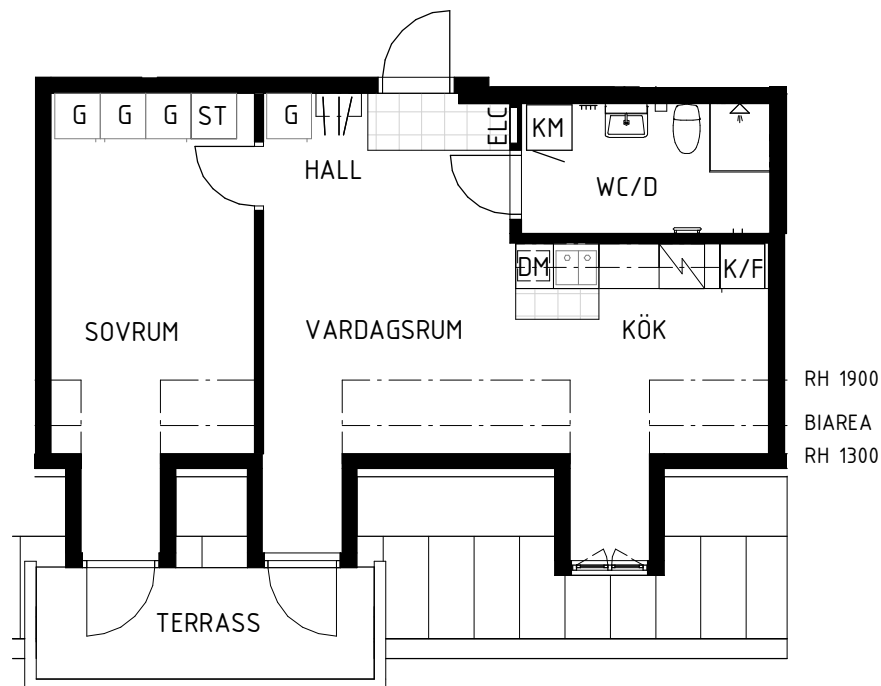 G G G ST G ELC KM
HALL
WC/D
DM K/F
SOVRUM VARDAGSRUM KÖK
RH 1900
BIAREA
RH 1300
TERRASS